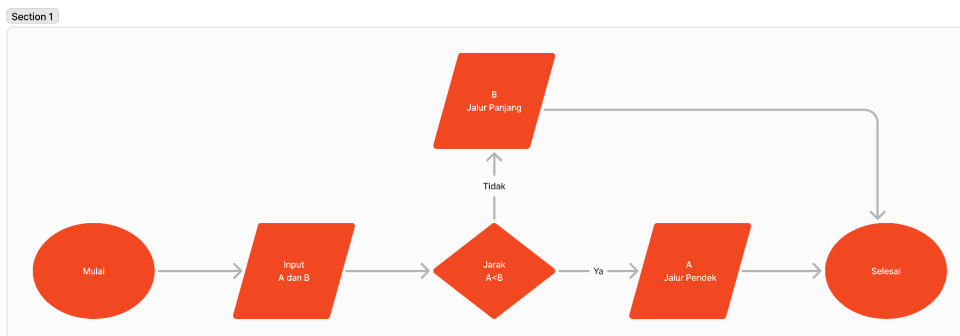 Section 1
B
Jalur Panjang
Tidak
Mulai
Input
A dan B
Jarak
A<B
Ya
A
Jalur Pendek
Selesai